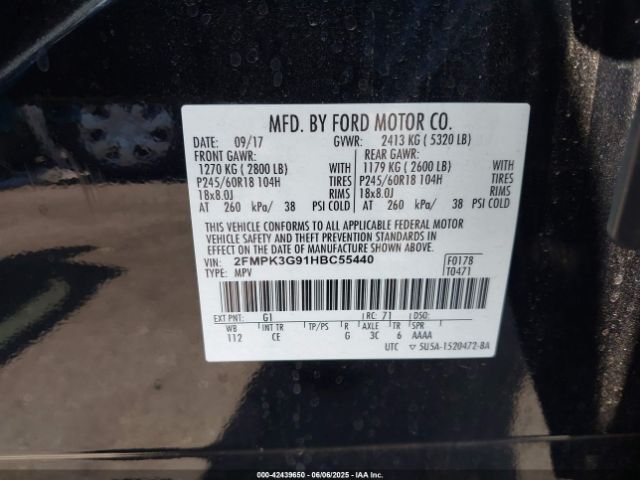 MFD. BY FORD MOTOR CO.
DATE: 09/17 GVWR: 2413 KG ( 5320 LB)
FRONT GAWR: REAR GAWR:
1270 KG ( 2800 LB) WITH 1179 KG ( 2600 LB) WITH
P245/60R18 104H TIRES P245/60R18 104H TIRES
18x8.0J RIMS 18x8.0J RIMS
AT 260 kPa/ 38 PSI COLD AT 260 kPa/ 38 PSI COLD
THIS VEHICLE CONFORMS TO ALL APPLICABLE FEDERAL MOTOR
VEHICLE SAFETY AND THEFT PREVENTION STANDARDS IN
EFFECT ON THE DATE OF MANUFACTURE SHOWN ABOVE.
VIN: 2FMPK3G91HBC55440 F0178
TYPE: MPV T0471
EXT PNT: G1 RC: 71 DSO:
WB INT TR TP/PS R AXLE TR SPR
112 CE G 3C 6 AAAA
UTC ▽ 5U5A-1520472-BA
000-42439650 - 06/06/2025 - IAAI.COM